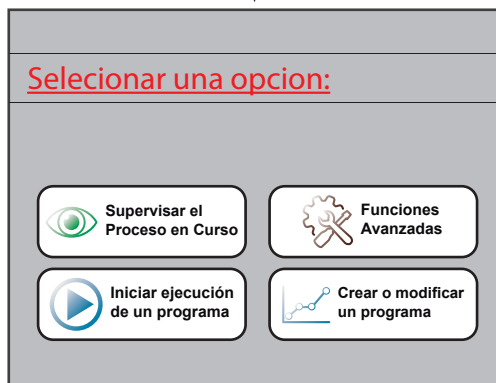 Selecionar una opcion:
Supervisar el
Proceso en Curso
Funciones
Avanzadas
Iniciar ejecución
de un programa
Crear o modificar
un programa